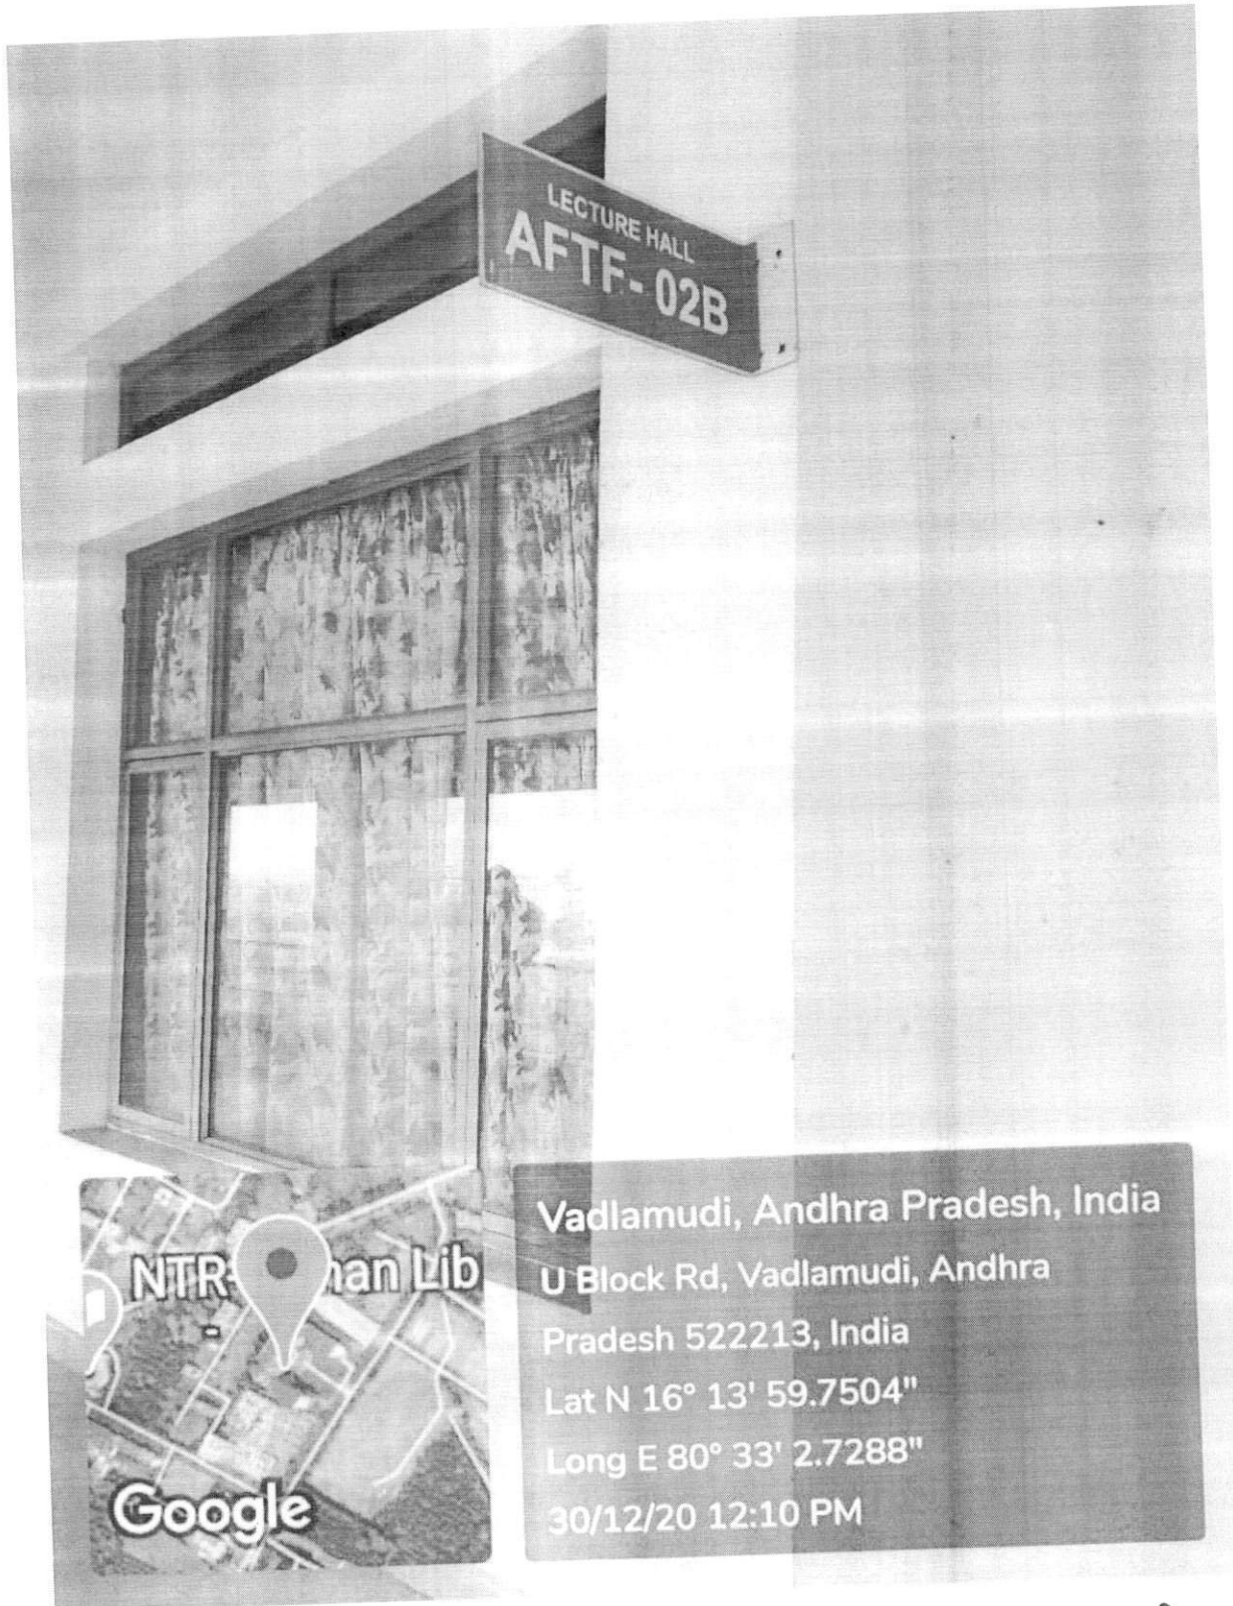 LECTURE HALL
AFTF- 02B
NTR
an Lib
Google
Vadlamudi, Andhra Pradesh, India
U Block Rd, Vadlamudi, Andhra
Pradesh 522213, India
Lat N 16° 13' 59.7504"
Long E 80° 33' 2.7288"
30/12/20 12:10 PM